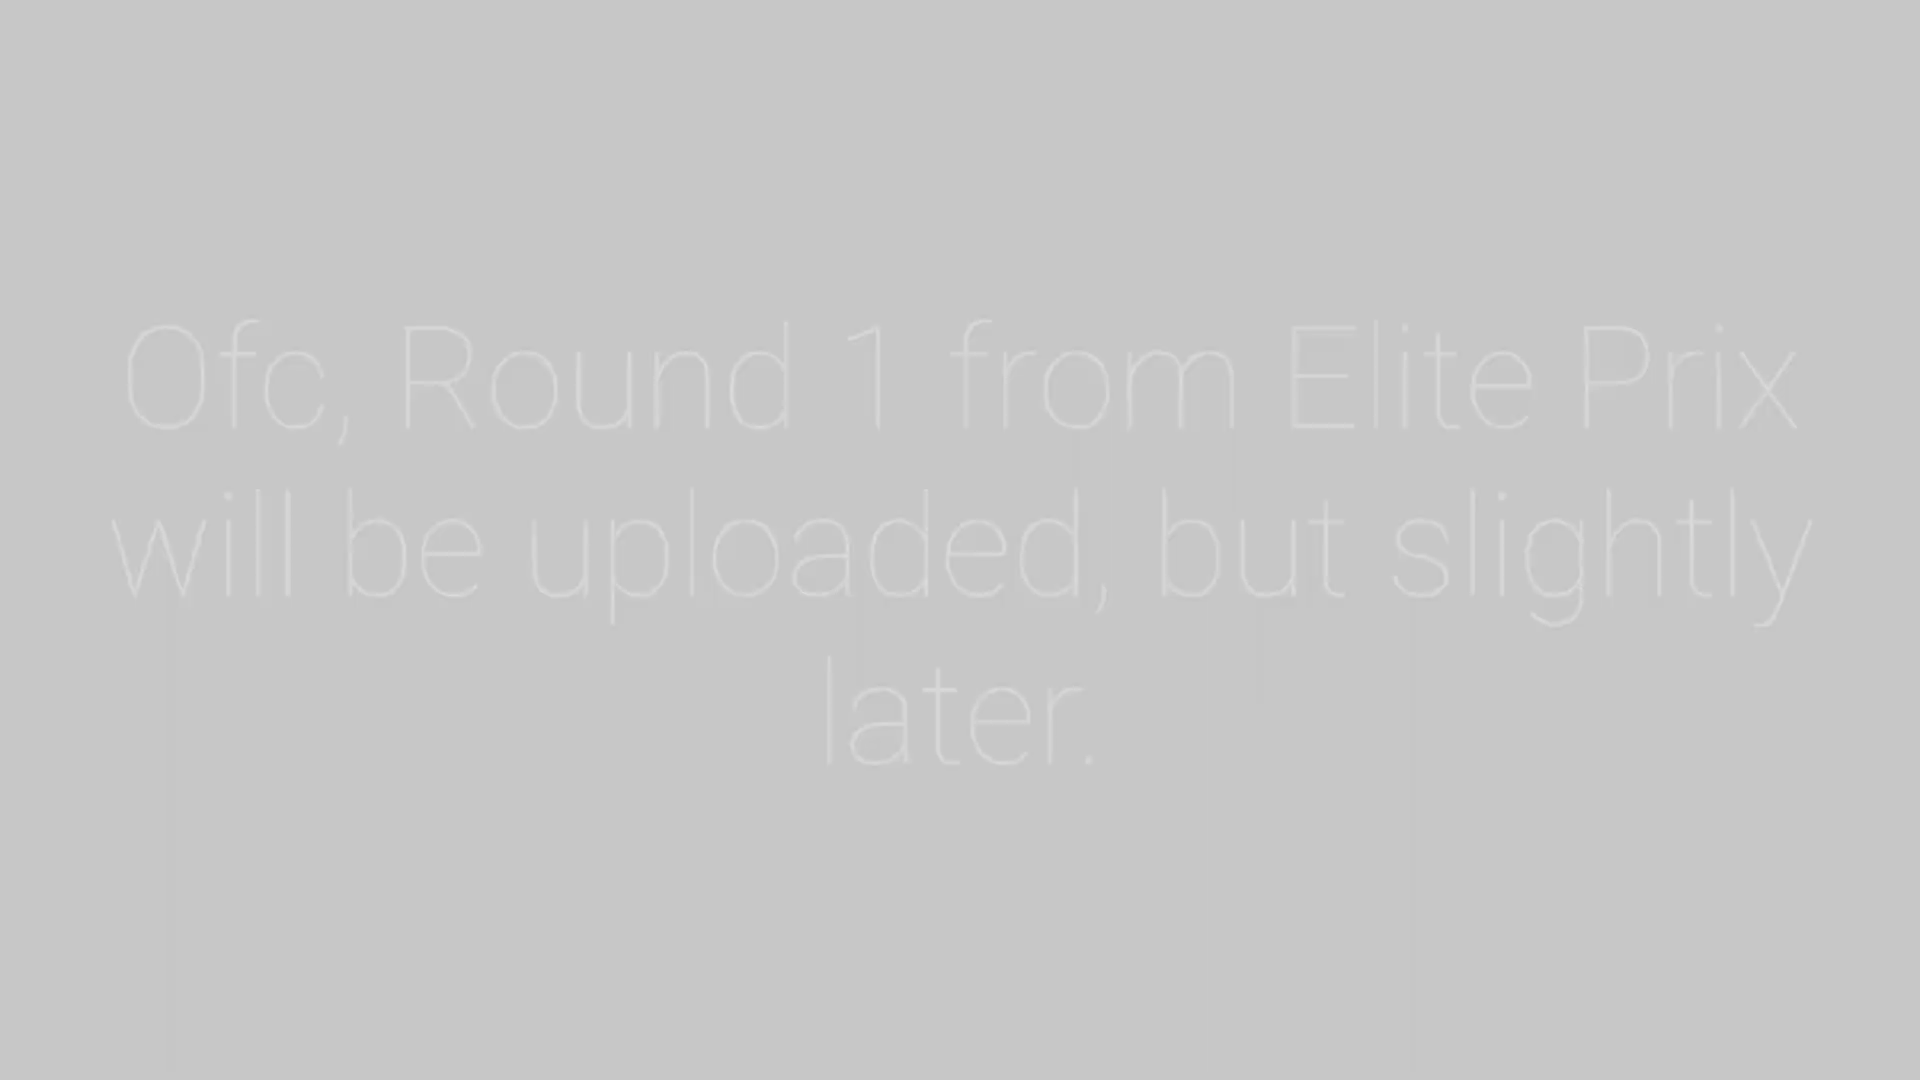 Ofc, Round 1 from Elite Prix
will be uploaded, but slightly
later.